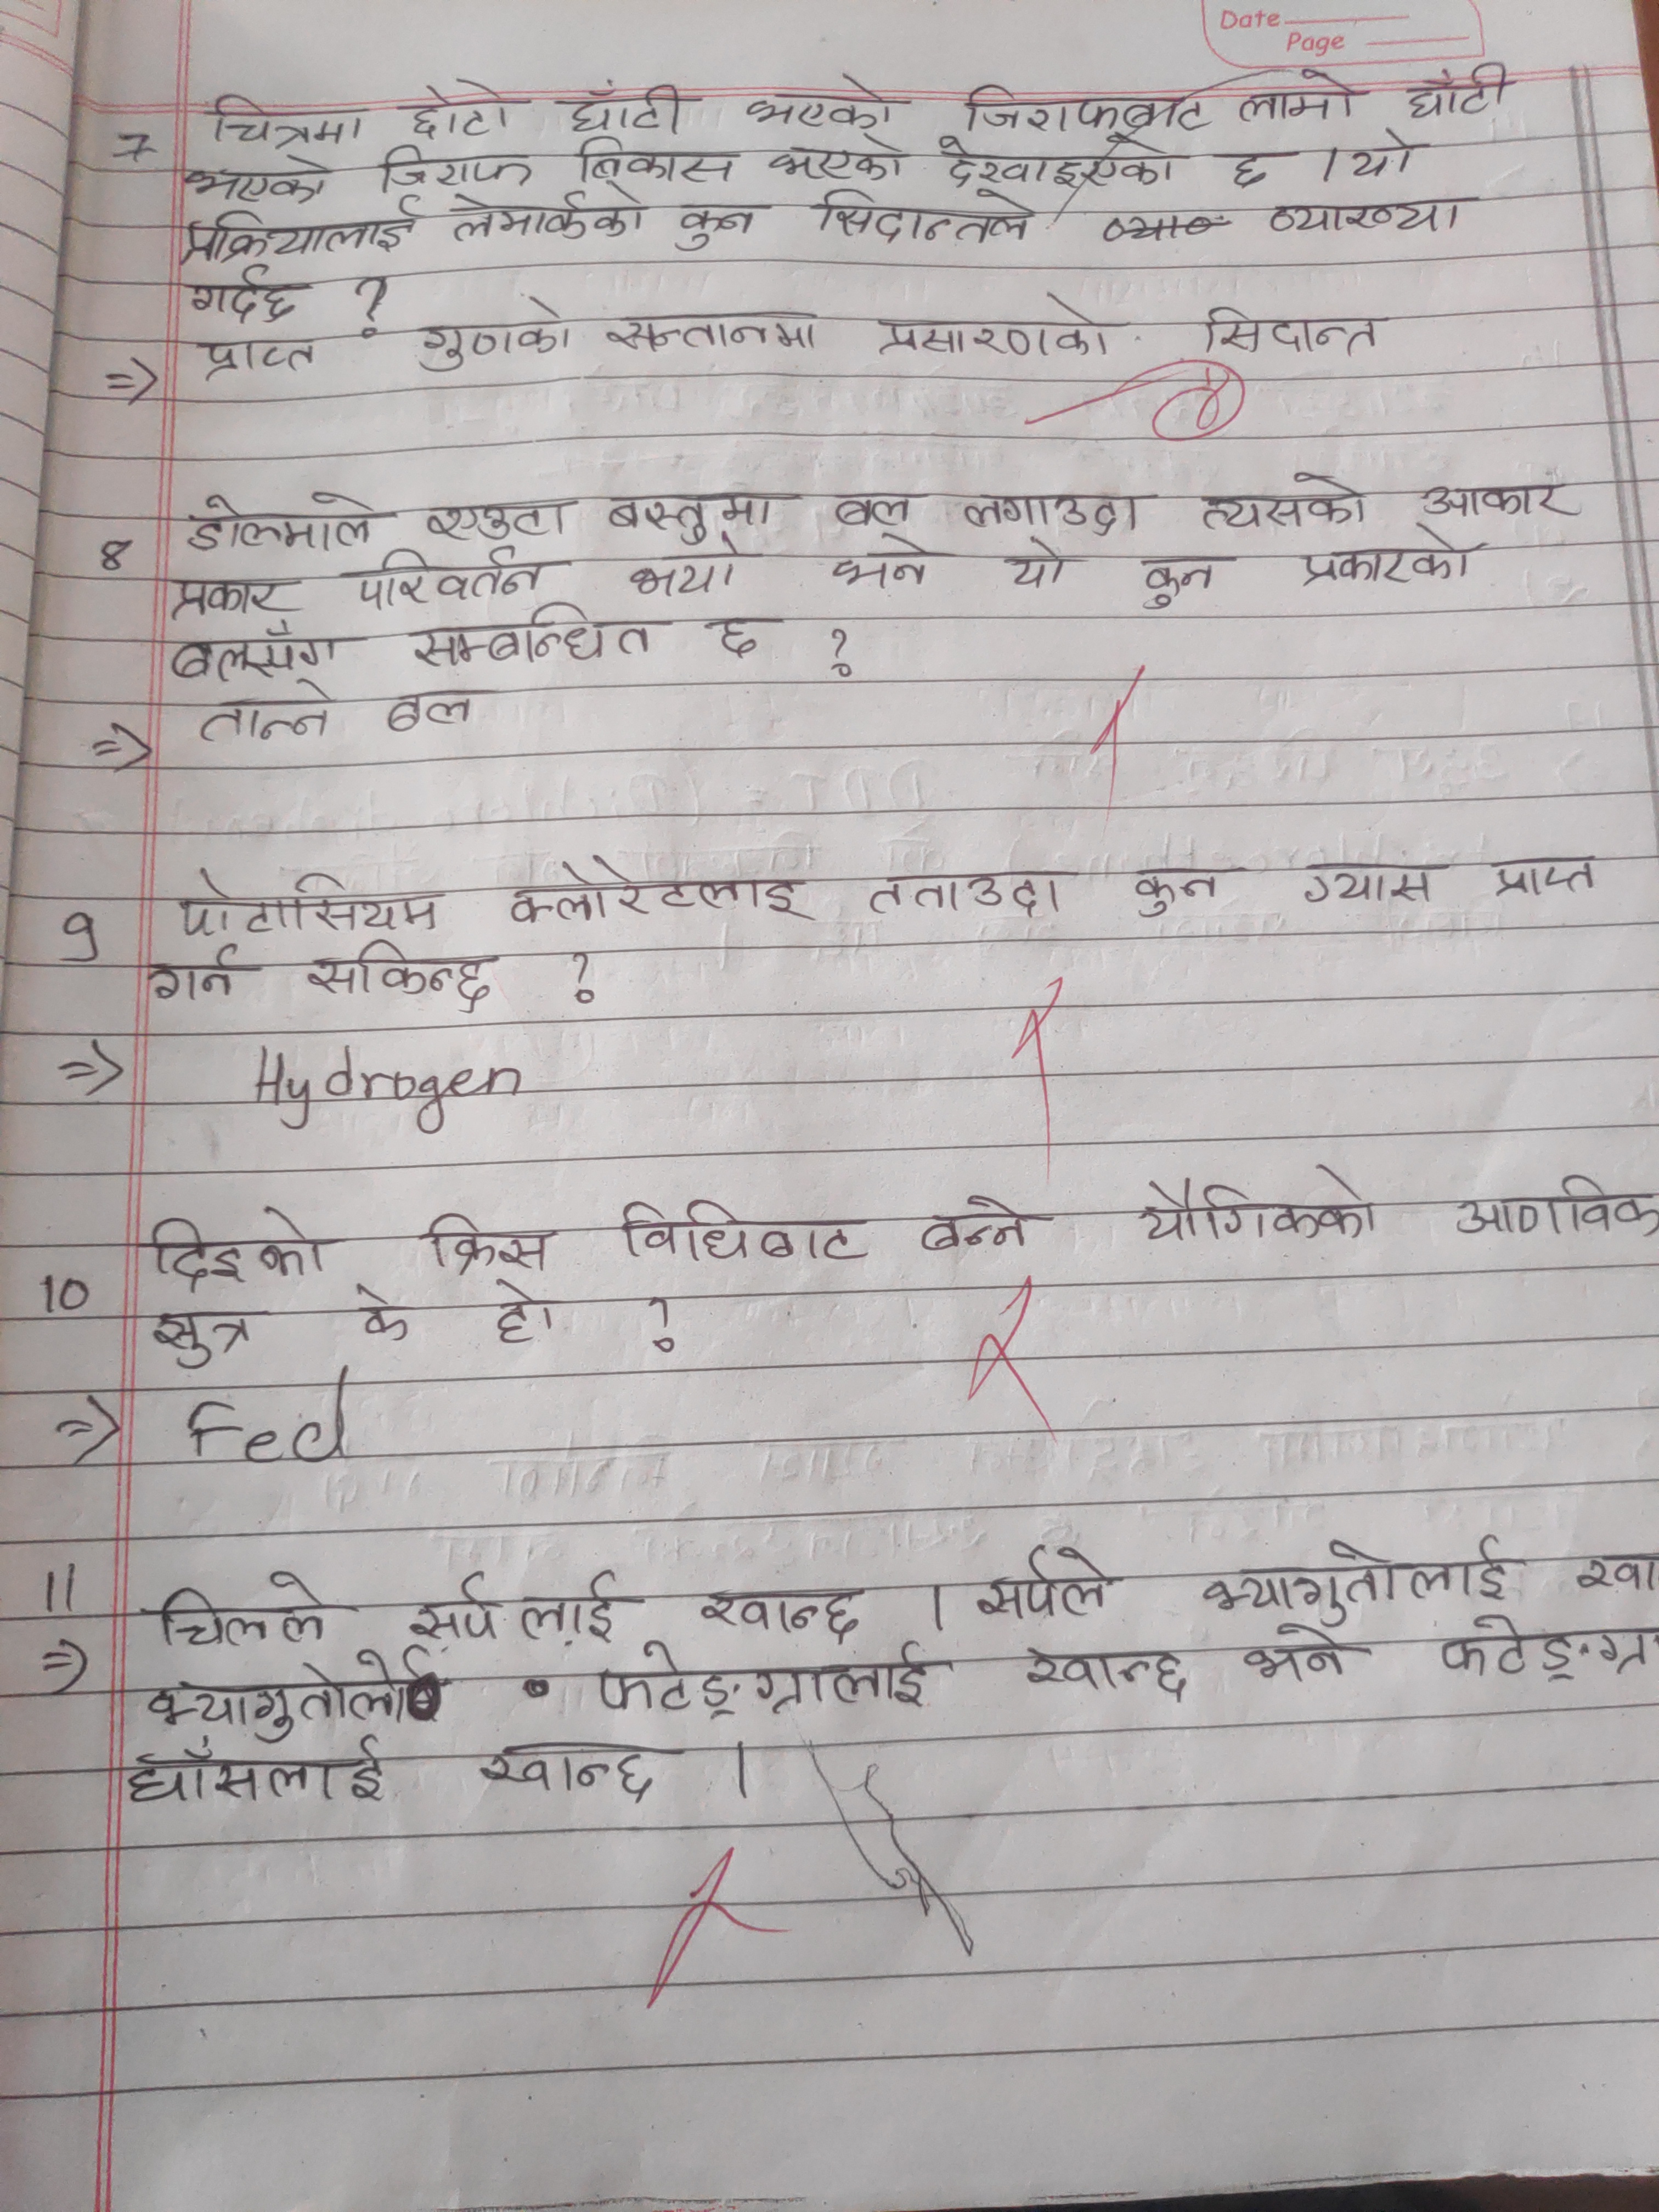 Date
Page
7 चित्रमा छोटो घाँटी भएको जिराफबाट लामो घाँटी
भएको जिराफ बिकास भएको देखाइएको छ । यो
प्रक्रियालाई लेमार्कको कुन सिदान्तले व्याख्या
गर्दछ ?
=> प्राप्त गुणको सन्तानमा प्रसारणको सिदान्त
8 डोल्माले एउटा बस्तुमा बल लगाउदा त्यसको आकार
प्रकार परिवर्तन भयो भने यो कुन प्रकारको
बलसँग सम्बन्धित छ ?
=> तान्ने बल
9 पोटासियम क्लोरेटलाइ तताउदा कुन ग्यास प्राप्त
गर्न सकिन्छ ?
=> Hydrogen
10 दिइको क्रिस विधिबाट बन्ने यौगिकको आणविक
सुत्र के हो ?
=> Fecl
11 चिलले सर्पलाई खान्छ । सर्पले भ्यागुतोलाई खा
=> भ्यागुतोले फटेङ्ग्रालाई खान्छ भने फटेङ्ग्र
घाँसलाई खान्छ ।